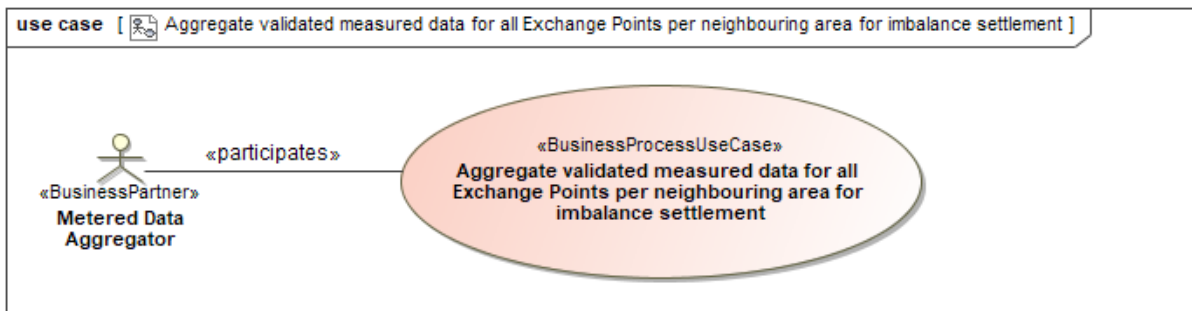 use case [ Aggregate validated measured data for all Exchange Points per neighbouring area for imbalance settlement ]
«participates»
«BusinessPartner»
Metered Data
Aggregator
«BusinessProcessUseCase»
Aggregate validated measured data for all
Exchange Points per neighbouring area for
imbalance settlement